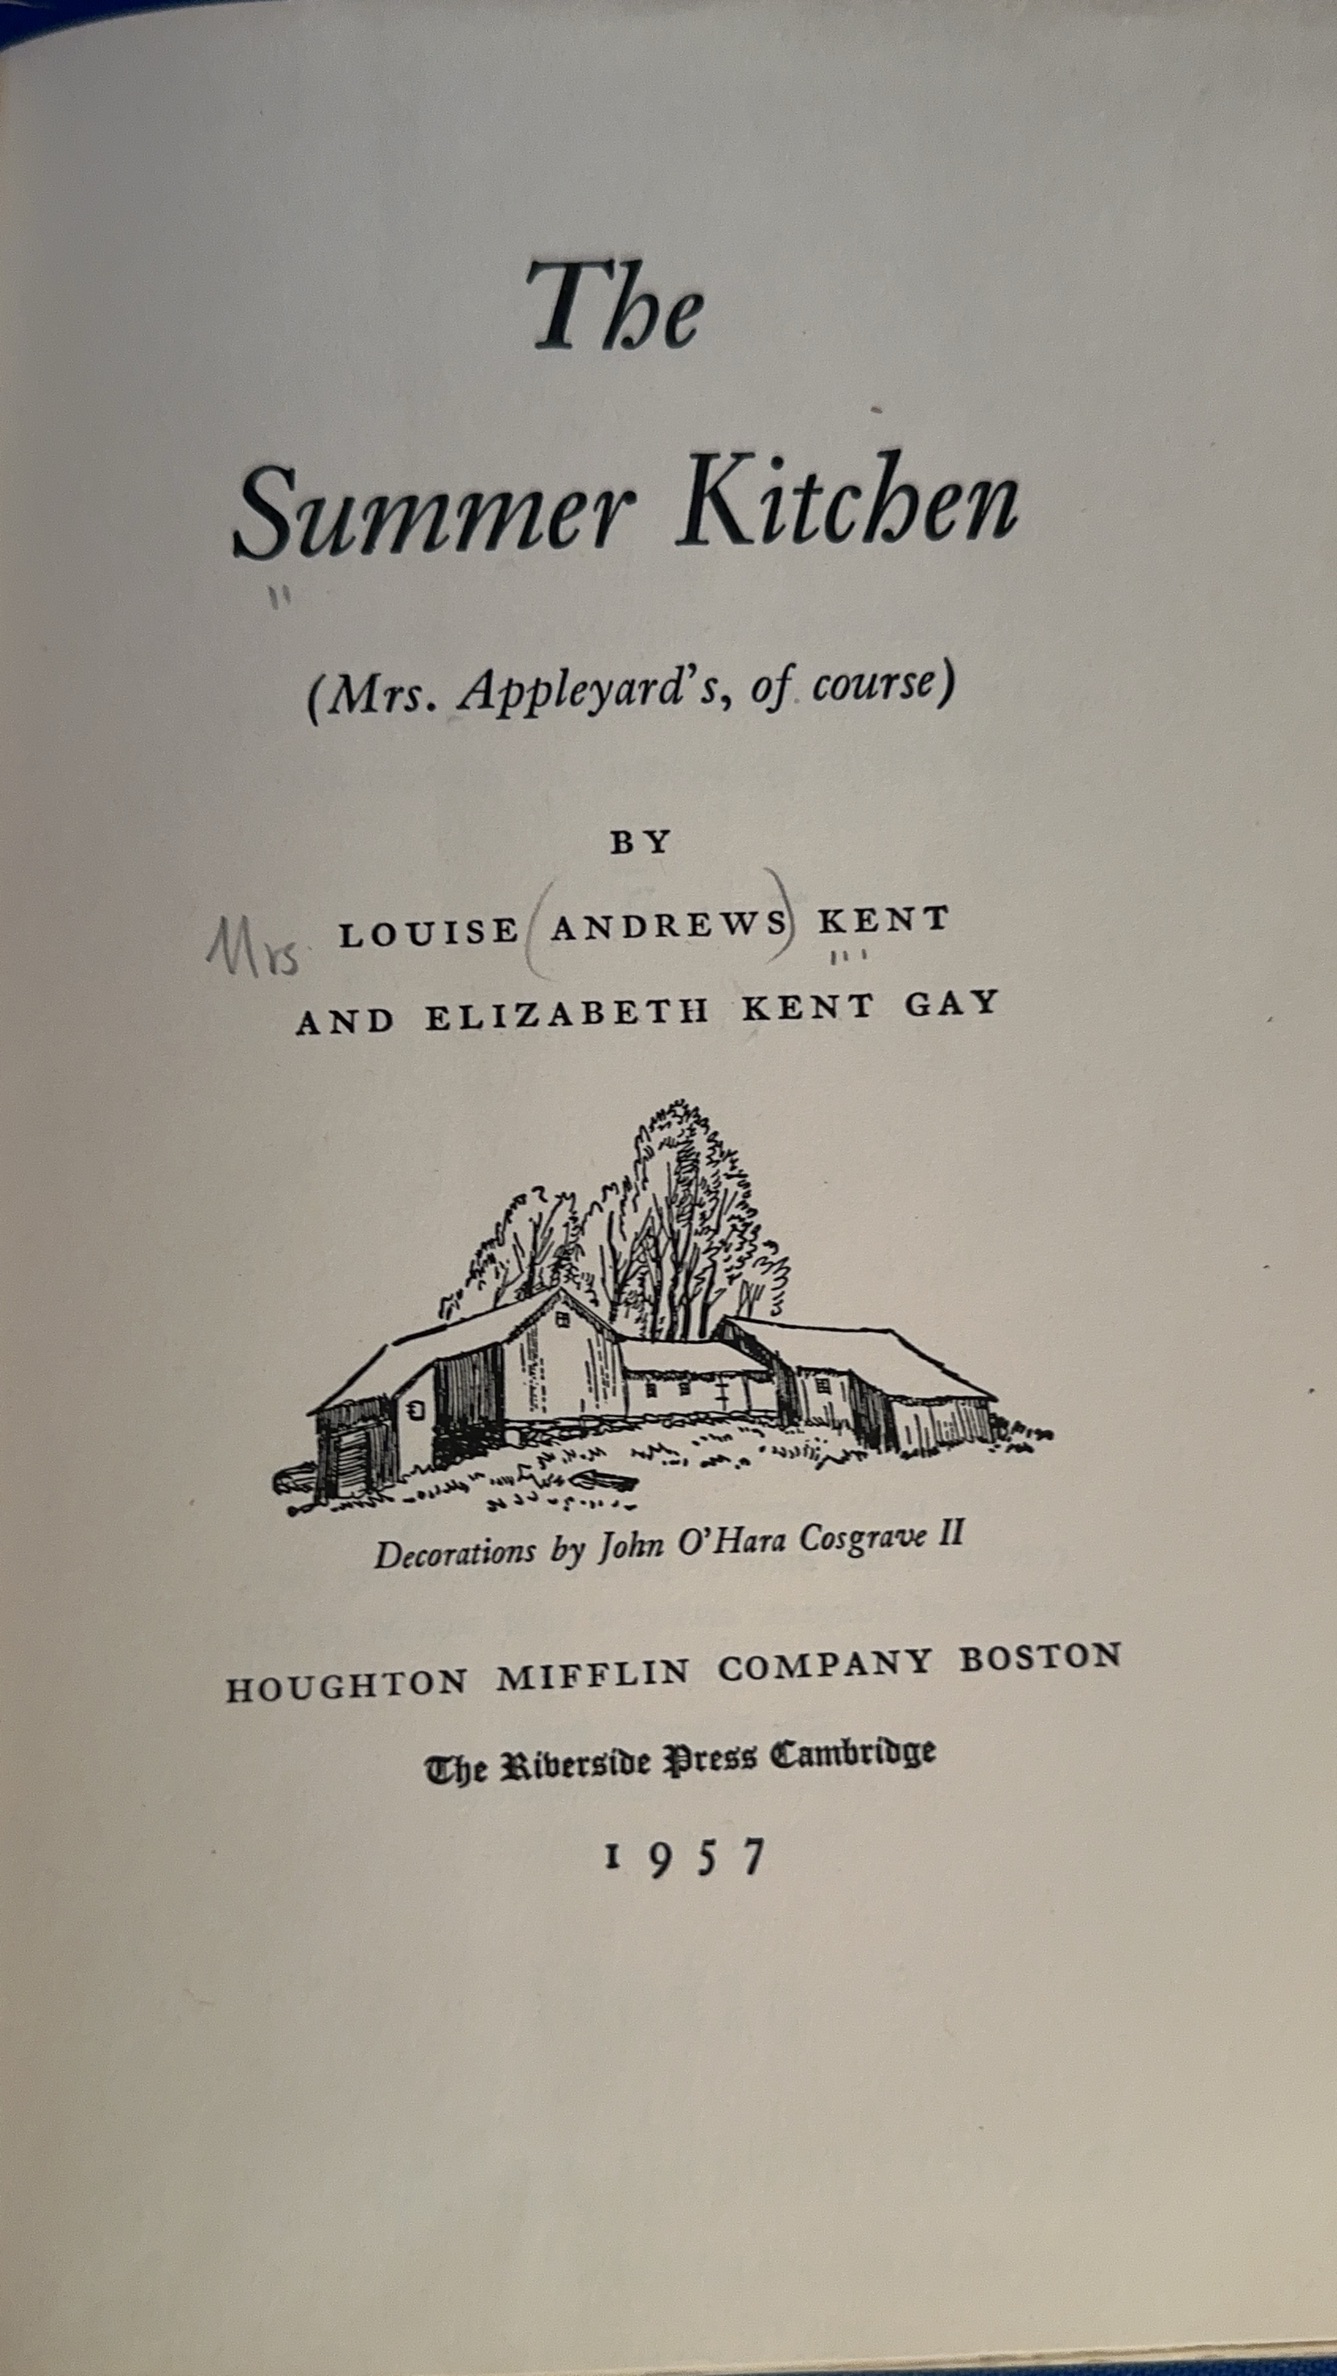 The
Summer Kitchen
"
(Mrs. Appleyard's, of course)
BY
Mrs. LOUISE (ANDREWS) KENT
'''
AND ELIZABETH KENT GAY
Decorations by John O'Hara Cosgrave II
HOUGHTON MIFFLIN COMPANY BOSTON
The Riverside Press Cambridge
1957